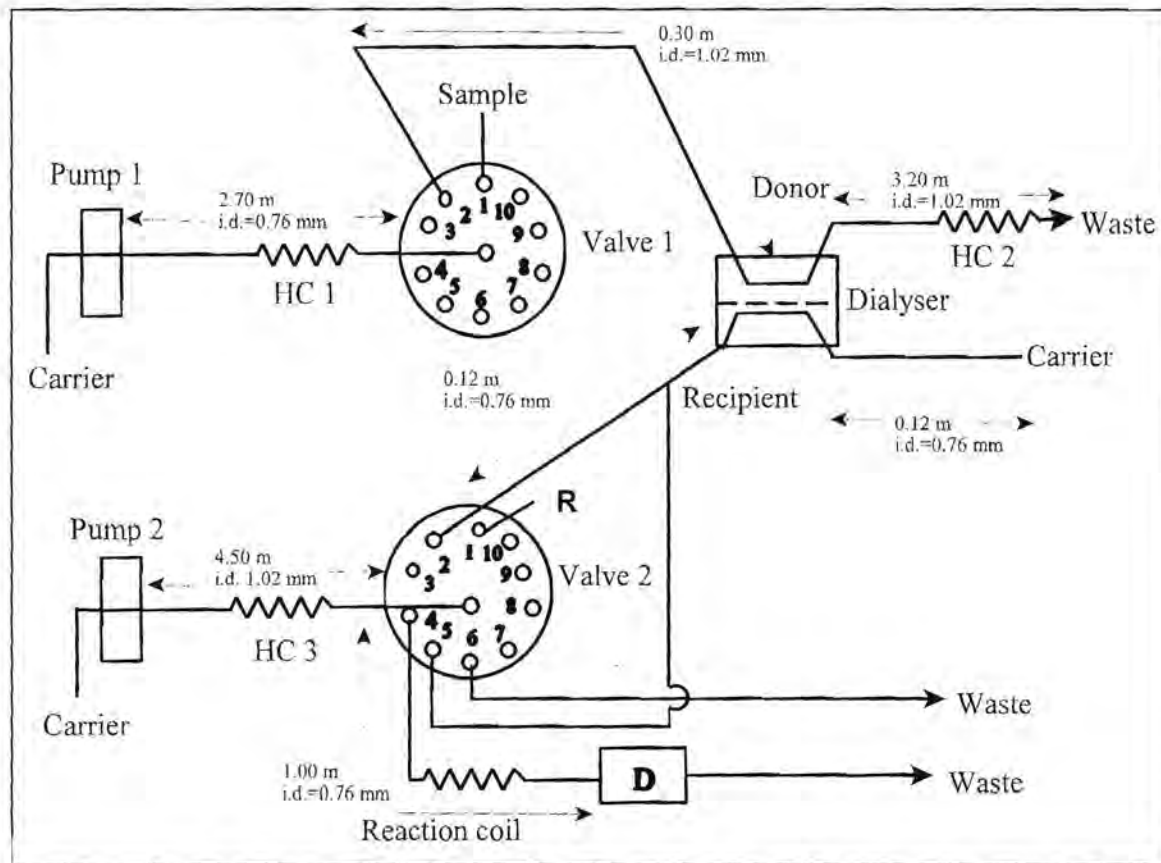 0.30 m
i.d.=1.02 mm
Sample
Pump 1
2.70 m
i.d.=0.76 mm
Donor
3.20 m
i.d.=1.02 mm
Waste
1
2
3
4
5
6
7
8
9
10
Valve 1
HC 1
HC 2
Dialyser
Carrier
Carrier
0.12 m
i.d.=0.76 mm
Recipient
0.12 m
i.d.=0.76 mm
R
Pump 2
4.50 m
i.d. 1.02 mm
1
2
3
4
5
6
7
8
9
10
Valve 2
HC 3
Carrier
Waste
1.00 m
i.d.=0.76 mm
D
Waste
Reaction coil